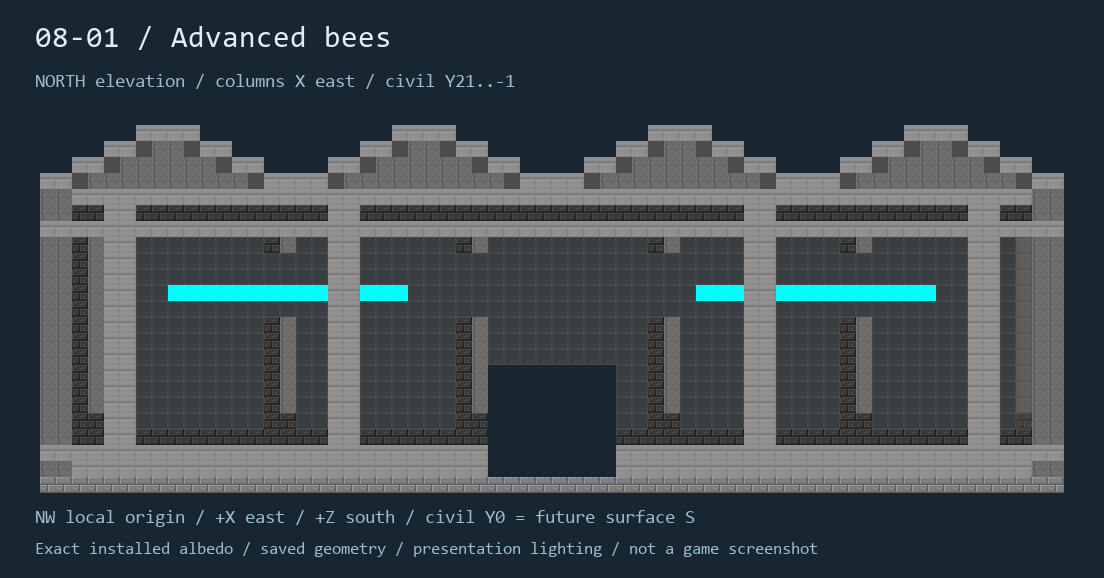 08-01 / Advanced bees
NORTH elevation / columns X east / civil Y21..-1
NW local origin / +X east / +Z south / civil Y0 = future surface S
Exact installed albedo / saved geometry / presentation lighting / not a game screenshot